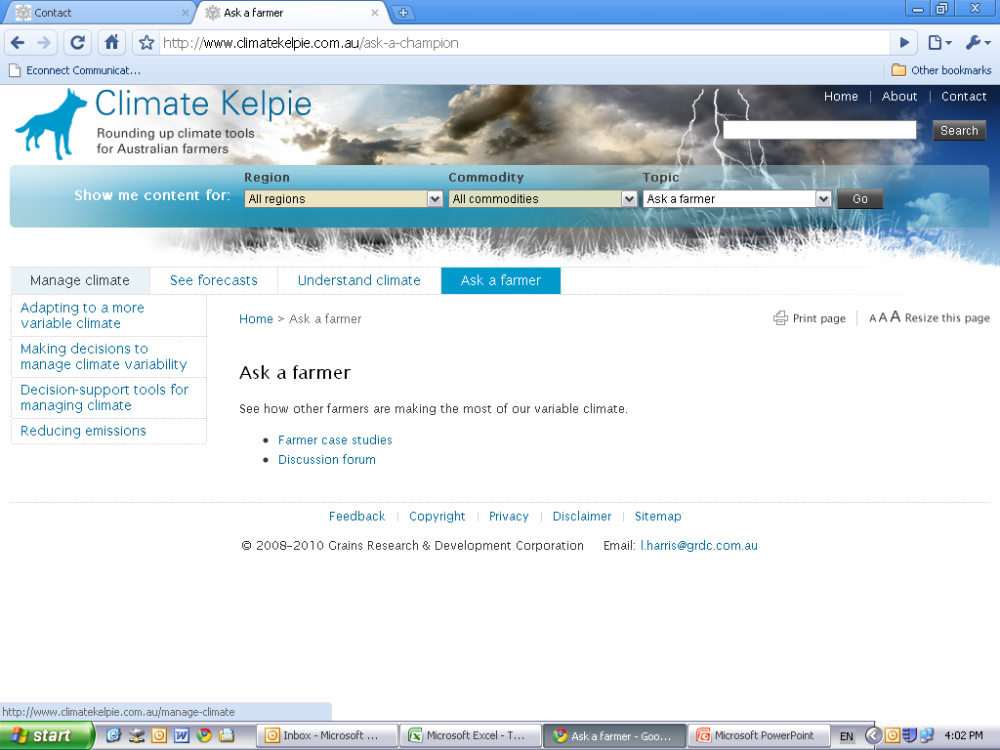 Contact
Ask a farmer
http://www.climatekelpie.com.au/ask-a-champion
Econnect Communicat...
Other bookmarks
Climate Kelpie
Rounding up climate tools
for Australian farmers
Home | About | Contact
Search
Region Commodity Topic
Show me content for: All regions All commodities Ask a farmer Go
Manage climate See forecasts Understand climate Ask a farmer
Adapting to a more
variable climate
Making decisions to
manage climate variability
Decision-support tools for
managing climate
Reducing emissions
Home > Ask a farmer
Print page
A A A Resize this page
Ask a farmer
See how other farmers are making the most of our variable climate.
• Farmer case studies
• Discussion forum
Feedback | Copyright | Privacy | Disclaimer | Sitemap
© 2008-2010 Grains Research & Development Corporation Email: l.harris@grdc.com.au
http://www.climatekelpie.com.au/manage-climate
start
Inbox - Microsoft ...
Microsoft Excel - T...
Ask a farmer - Goo...
Microsoft PowerPoint
EN
4:02 PM